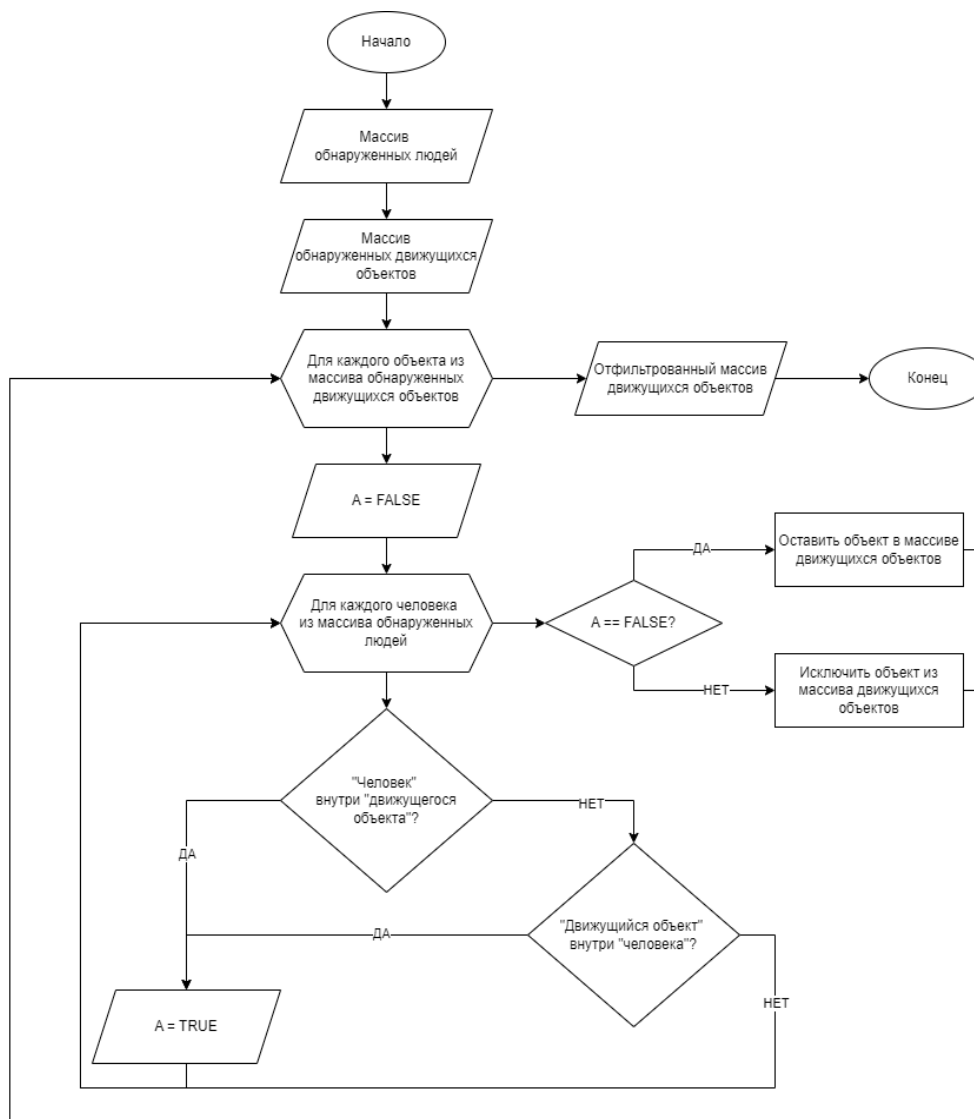 Начало
Массив
обнаруженных людей
Массив
обнаруженных движущихся
объектов
Для каждого объекта из
массива обнаруженных
движущихся объектов
Отфильтрованный массив
движущихся объектов
Конец
A = FALSE
Для каждого человека
из массива обнаруженных
людей
A == FALSE?
ДА
Оставить объект в массиве
движущихся объектов
НЕТ
Исключить объект из
массива движущихся
объектов
"Человек"
внутри "движущегося
объекта"?
НЕТ
ДА
"Движущийся объект"
внутри "человека"?
ДА
НЕТ
A = TRUE